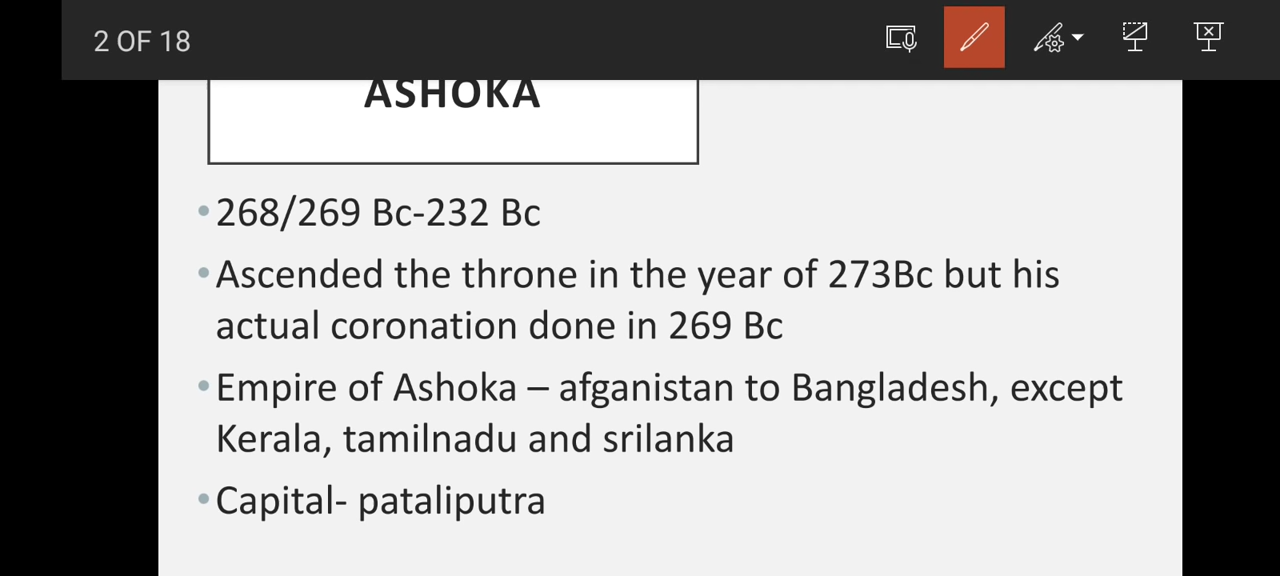 2 OF 18
ASHOKA
•268/269 Bc-232 Bc
•Ascended the throne in the year of 273Bc but his
actual coronation done in 269 Bc
•Empire of Ashoka – afganistan to Bangladesh, except
Kerala, tamilnadu and srilanka
•Capital- pataliputra